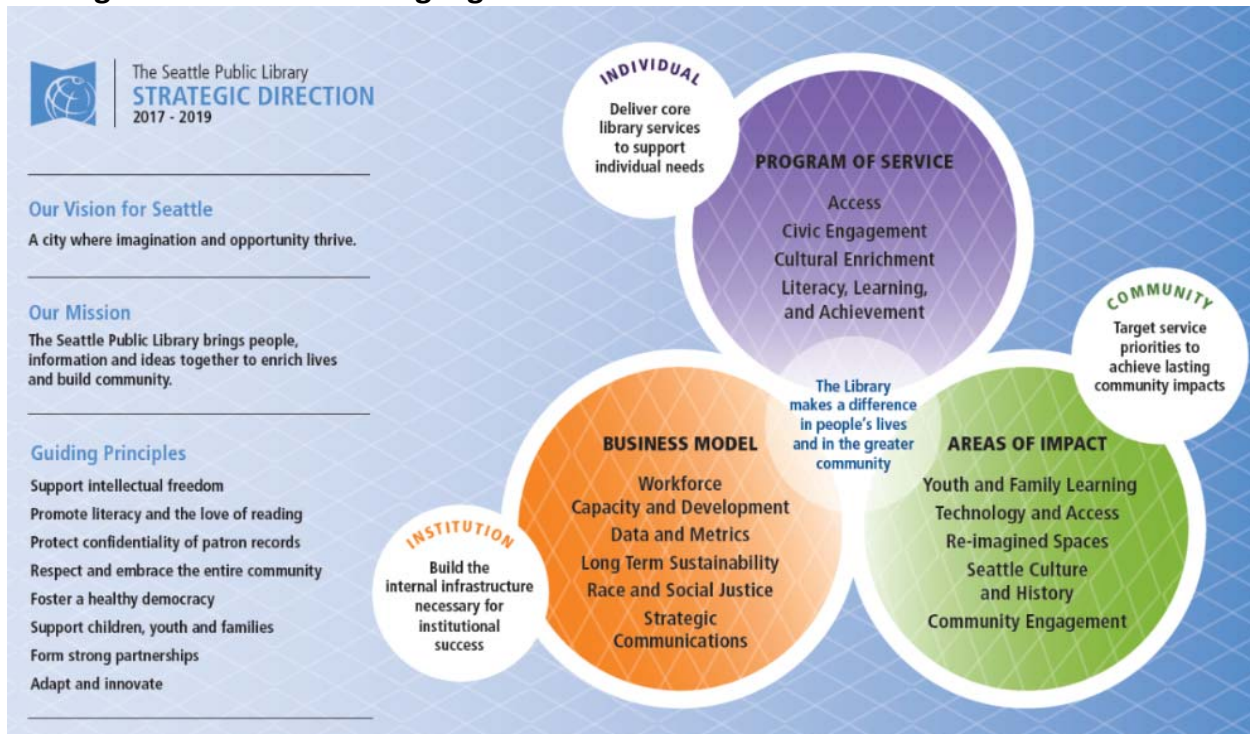 The Seattle Public Library
STRATEGIC DIRECTION
2017 - 2019
Our Vision for Seattle
A city where imagination and opportunity thrive.
Our Mission
The Seattle Public Library brings people,
information and ideas together to enrich lives
and build community.
Guiding Principles
Support intellectual freedom
Promote literacy and the love of reading
Protect confidentiality of patron records
Respect and embrace the entire community
Foster a healthy democracy
Support children, youth and families
Form strong partnerships
Adapt and innovate
INDIVIDUAL
Deliver core
library services
to support
individual needs
PROGRAM OF SERVICE
Access
Civic Engagement
Cultural Enrichment
Literacy, Learning,
and Achievement
COMMUNITY
Target service
priorities to
achieve lasting
community impacts
The Library
makes a difference
in people's lives
and in the greater
community
BUSINESS MODEL
Workforce
Capacity and Development
Data and Metrics
Long Term Sustainability
Race and Social Justice
Strategic
Communications
AREAS OF IMPACT
Youth and Family Learning
Technology and Access
Re-imagined Spaces
Seattle Culture
and History
Community Engagement
INSTITUTION
Build the
internal infrastructure
necessary for
institutional
success